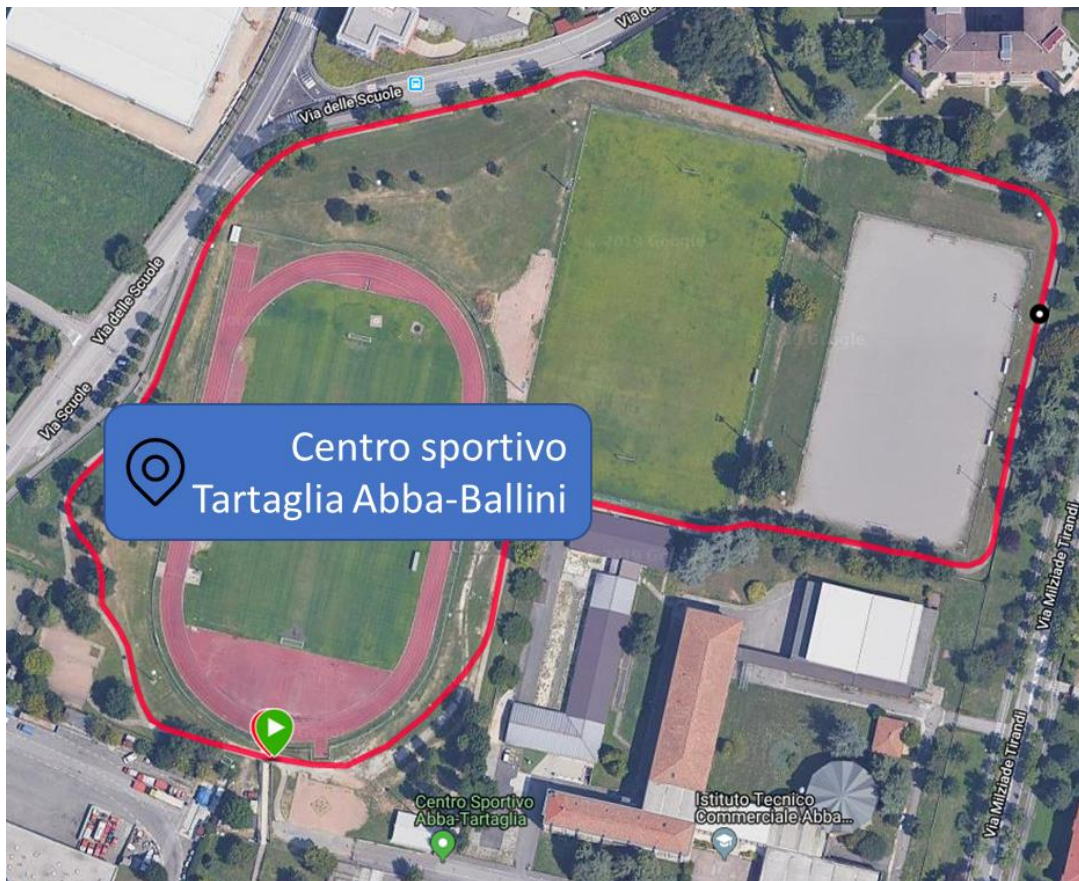 Via delle Scuole
Via delle Scuole
Via Scuole
Centro sportivo
Tartaglia Abba-Ballini
Via Milziade Tirandi
Via Milziade Tirandi
Centro Sportivo
Abba-Tartaglia
Istituto Tecnico
Commerciale Abba...